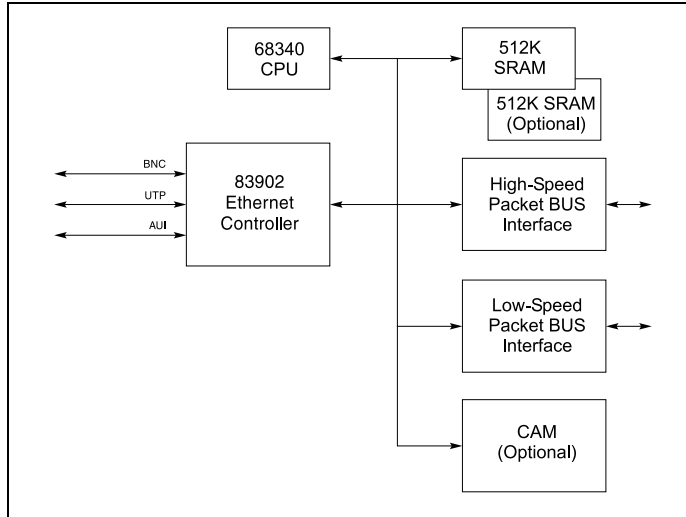 68340
CPU
512K
SRAM
512K SRAM
(Optional)
BNC
UTP
AUI
83902
Ethernet
Controller
High-Speed
Packet BUS
Interface
Low-Speed
Packet BUS
Interface
CAM
(Optional)